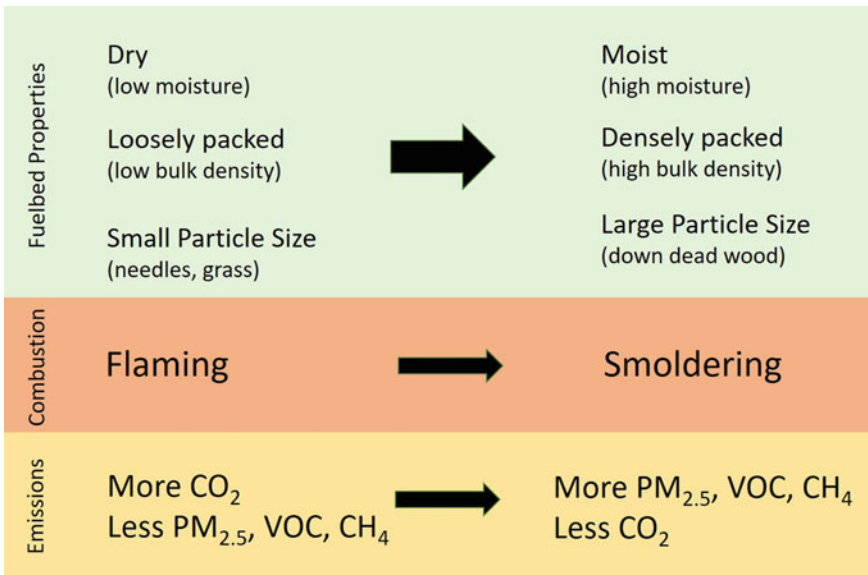 Fuelbed Properties
Dry
(low moisture)
Loosely packed
(low bulk density)
Small Particle Size
(needles, grass)
Moist
(high moisture)
Densely packed
(high bulk density)
Large Particle Size
(down dead wood)
Combustion
Flaming
Smoldering
Emissions
More CO₂
Less PM₂.₅, VOC, CH₄
More PM₂.₅, VOC, CH₄
Less CO₂